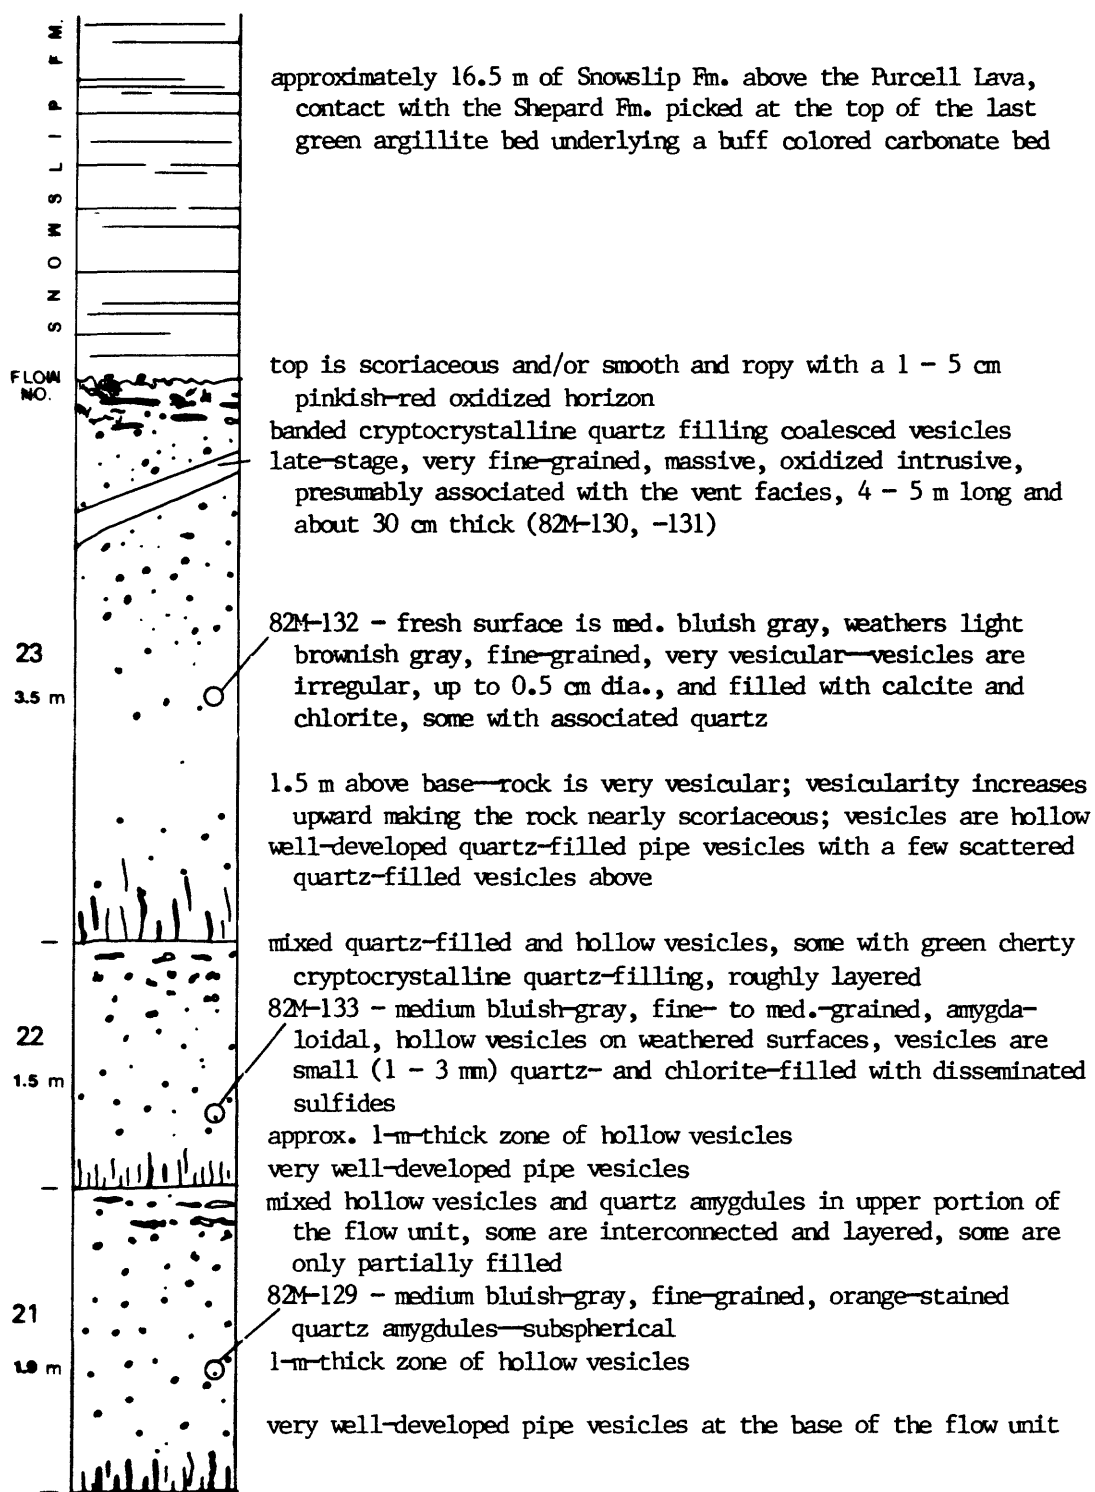 SNOWSLIP FM.
approximately 16.5 m of Snowslip Fm. above the Purcell Lava,
contact with the Shepard Fm. picked at the top of the last
green argillite bed underlying a buff colored carbonate bed
FLOW
NO.
top is scoriaceous and/or smooth and ropy with a 1 - 5 cm
pinkish-red oxidized horizon
banded cryptocrystalline quartz filling coalesced vesicles
late-stage, very fine-grained, massive, oxidized intrusive,
presumably associated with the vent facies, 4 - 5 m long and
about 30 cm thick (82M-130, -131)
23
3.5 m
82M-132 - fresh surface is med. bluish gray, weathers light
brownish gray, fine-grained, very vesicular—vesicles are
irregular, up to 0.5 cm dia., and filled with calcite and
chlorite, some with associated quartz
1.5 m above base—rock is very vesicular; vesicularity increases
upward making the rock nearly scoriaceous; vesicles are hollow
well-developed quartz-filled pipe vesicles with a few scattered
quartz-filled vesicles above
mixed quartz-filled and hollow vesicles, some with green cherty
cryptocrystalline quartz-filling, roughly layered
22
1.5 m
82M-133 - medium bluish-gray, fine- to med.-grained, amygda-
loidal, hollow vesicles on weathered surfaces, vesicles are
small (1 - 3 mm) quartz- and chlorite-filled with disseminated
sulfides
approx. 1-m-thick zone of hollow vesicles
very well-developed pipe vesicles
mixed hollow vesicles and quartz amygdules in upper portion of
the flow unit, some are interconnected and layered, some are
only partially filled
21
1.9 m
82M-129 - medium bluish-gray, fine-grained, orange-stained
quartz amygdules—subspherical
1-m-thick zone of hollow vesicles
very well-developed pipe vesicles at the base of the flow unit